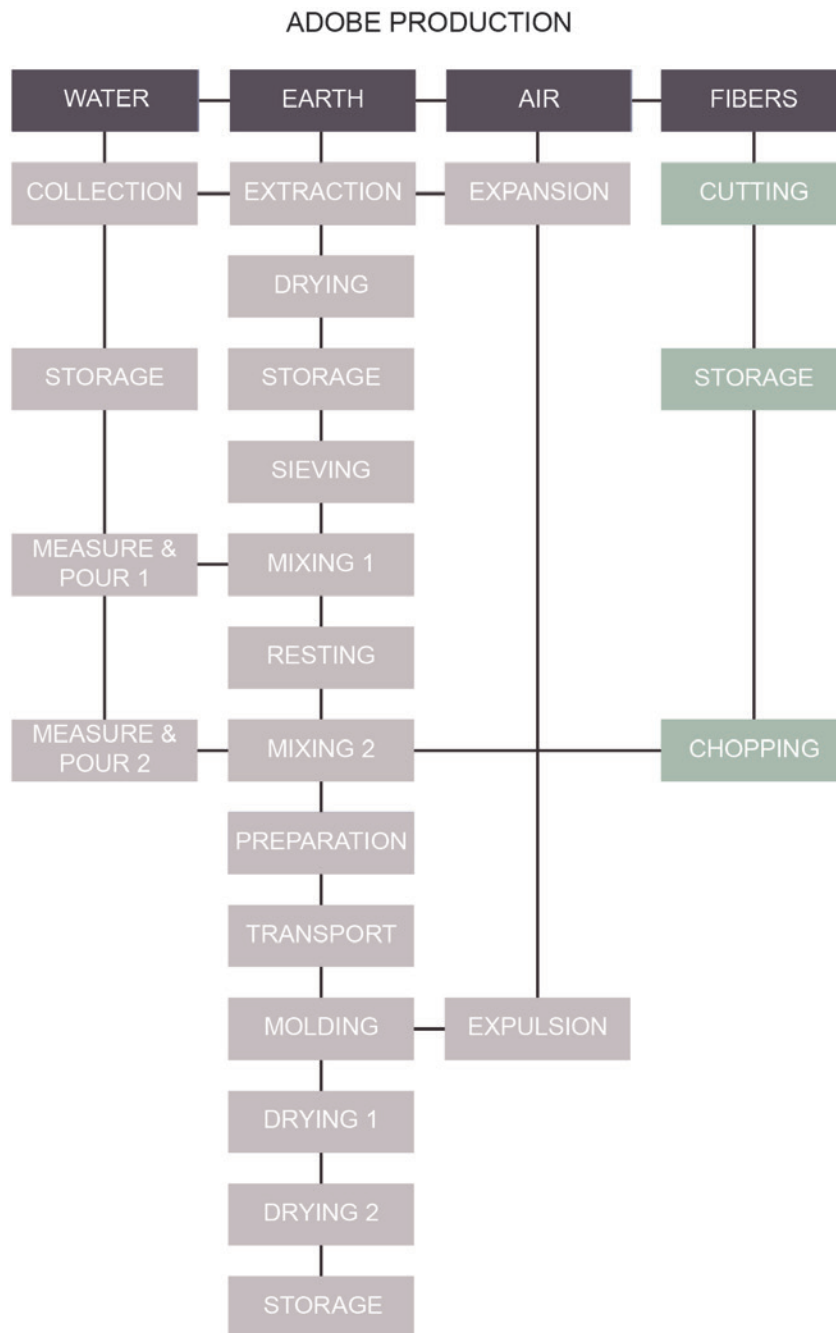 ADOBE PRODUCTION
WATER
EARTH
AIR
FIBERS
COLLECTION
EXTRACTION
EXPANSION
CUTTING
DRYING
STORAGE
STORAGE
STORAGE
SIEVING
MEASURE &
POUR 1
MIXING 1
RESTING
MEASURE &
POUR 2
MIXING 2
CHOPPING
PREPARATION
TRANSPORT
MOLDING
EXPULSION
DRYING 1
DRYING 2
STORAGE